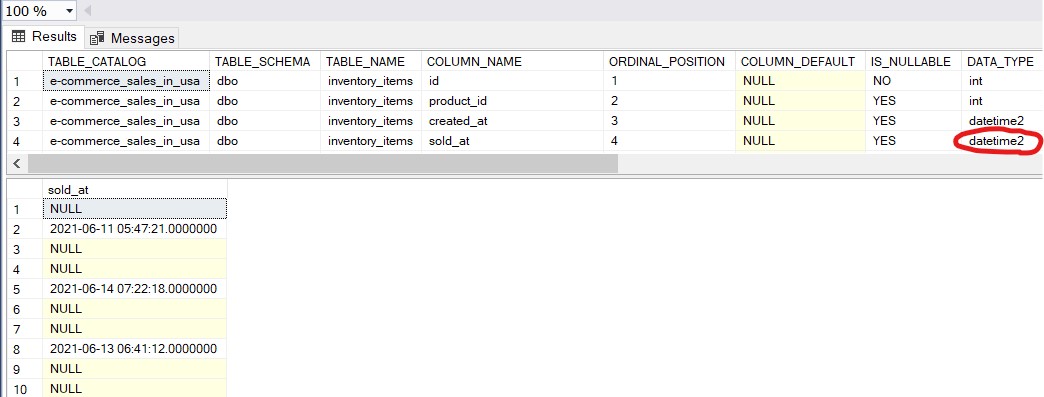 100 %
Results Messages
TABLE_CATALOG TABLE_SCHEMA TABLE_NAME COLUMN_NAME ORDINAL_POSITION COLUMN_DEFAULT IS_NULLABLE DATA_TYPE
1 e-commerce_sales_in_usa dbo inventory_items id 1 NULL NO int
2 e-commerce_sales_in_usa dbo inventory_items product_id 2 NULL YES int
3 e-commerce_sales_in_usa dbo inventory_items created_at 3 NULL YES datetime2
4 e-commerce_sales_in_usa dbo inventory_items sold_at 4 NULL YES datetime2
sold_at
1 NULL
2 2021-06-11 05:47:21.0000000
3 NULL
4 NULL
5 2021-06-14 07:22:18.0000000
6 NULL
7 NULL
8 2021-06-13 06:41:12.0000000
9 NULL
10 NULL